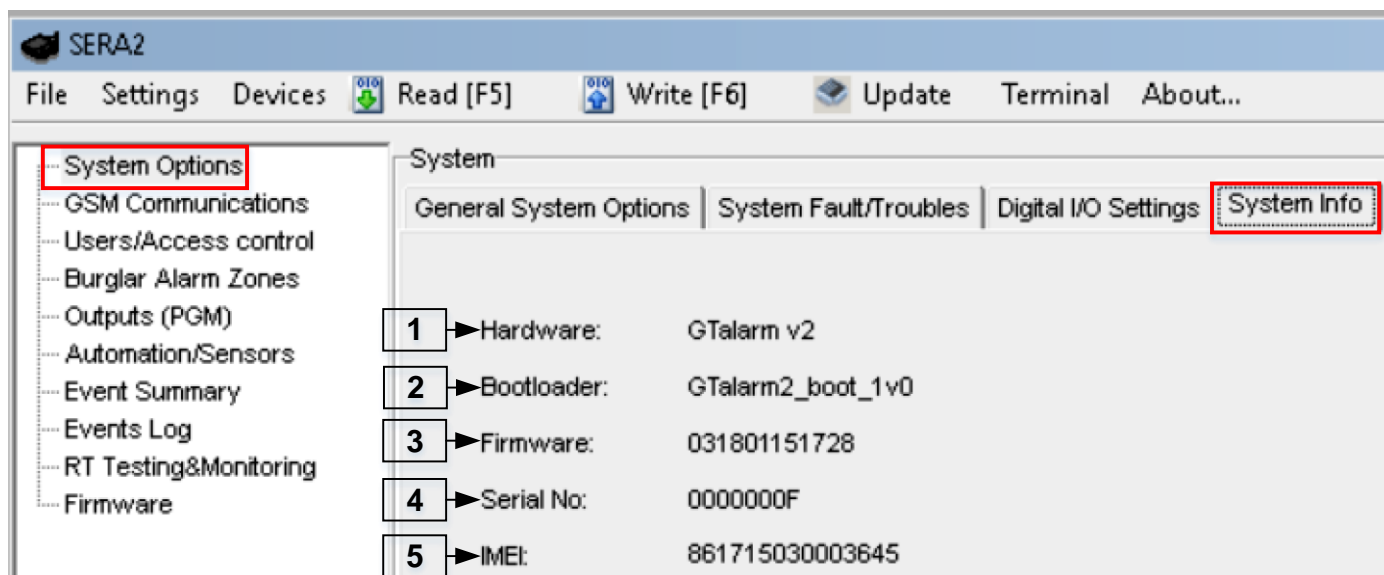 SERA2
File Settings Devices Read [F5] Write [F6] Update Terminal About...
System Options
GSM Communications
Users/Access control
Burglar Alarm Zones
Outputs (PGM)
Automation/Sensors
Event Summary
Events Log
RT Testing&Monitoring
Firmware
System
General System Options System Fault/Troubles Digital I/O Settings System Info
1 Hardware: GTalarm v2
2 Bootloader: GTalarm2_boot_1v0
3 Firmware: 031801151728
4 Serial No: 0000000F
5 IMEI: 861715030003645